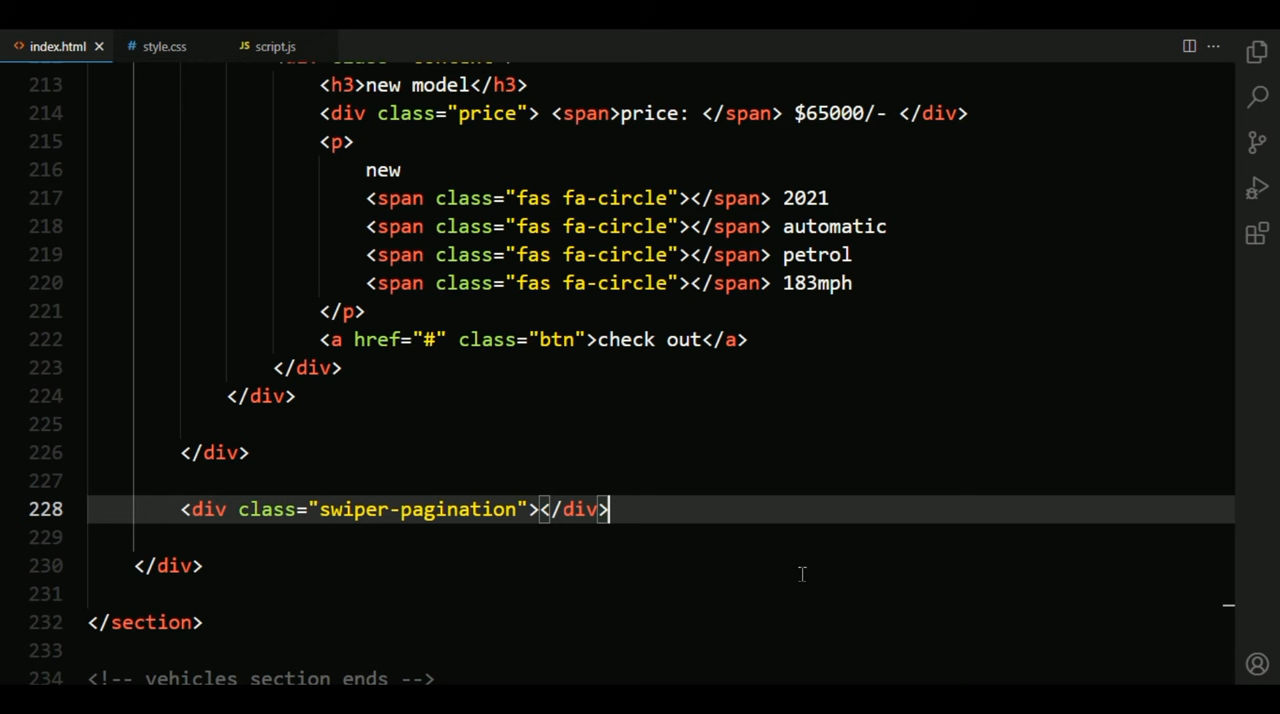 <> index.html × # style.css JS script.js ···
<div class="content">
213 <h3>new model</h3>
214 <div class="price"> <span>price: </span> $65000/- </div>
215 <p>
216 new
217 <span class="fas fa-circle"></span> 2021
218 <span class="fas fa-circle"></span> automatic
219 <span class="fas fa-circle"></span> petrol
220 <span class="fas fa-circle"></span> 183mph
221 </p>
222 <a href="#" class="btn">check out</a>
223 </div>
224 </div>
225
226 </div>
227
228 <div class="swiper-pagination"></div>
229
230 </div>
231
232 </section>
233
234 <!-- vehicles section ends -->